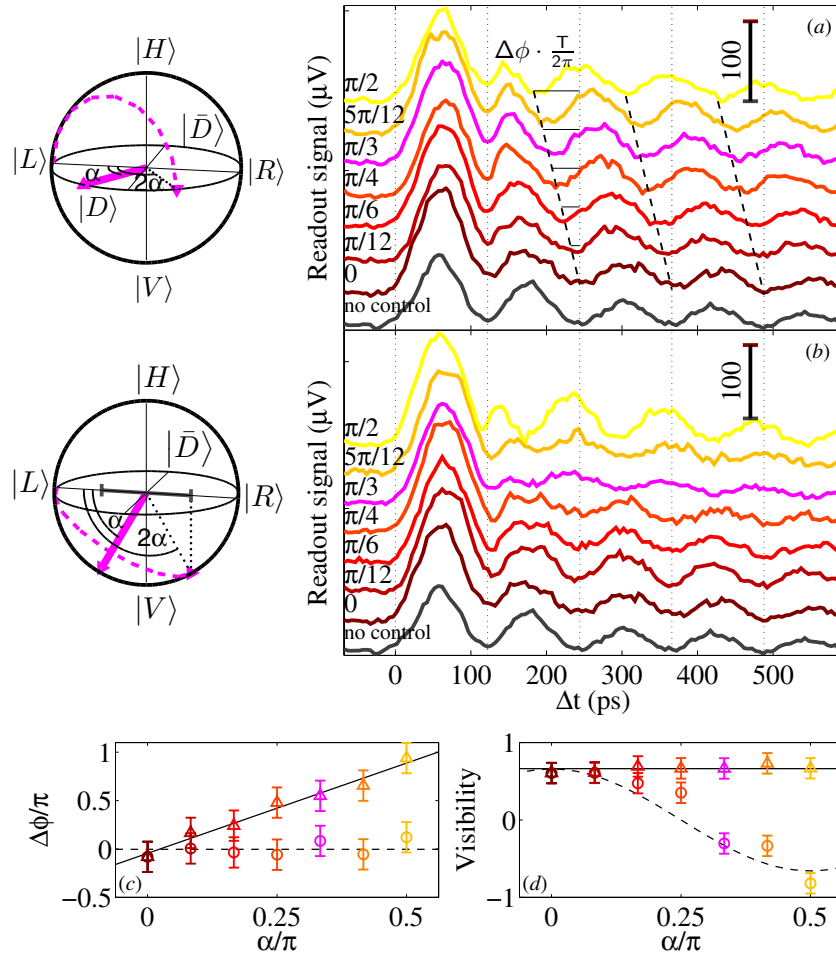 |H⟩
|D̄⟩
|L⟩
α
2α
|R⟩
|D⟩
|V⟩
Readout signal (μV)
(a)
Δϕ · T/2π
100
π/2
5π/12
π/3
π/4
π/6
π/12
0
no control
|H⟩
|D̄⟩
|L⟩
α
2α
|R⟩
|V⟩
Readout signal (μV)
(b)
100
π/2
5π/12
π/3
π/4
π/6
π/12
0
no control
0 100 200 300 400 500
Δt (ps)
Δϕ/π
1
0.5
0
−0.5
(c)
0 0.25 0.5
α/π
Visibility
1
0
−1
(d)
0 0.25 0.5
α/π